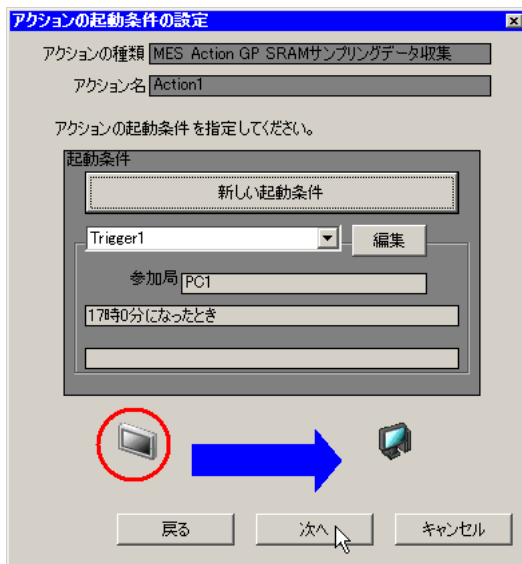 アクションの起動条件の設定
アクションの種類 MES Action GP SRAMサンプリングデータ収集
アクション名 Action1
アクションの起動条件を指定してください。
起動条件
新しい起動条件
Trigger1 編集
参加局 PC1
17時0分になったとき
戻る 次へ キャンセル